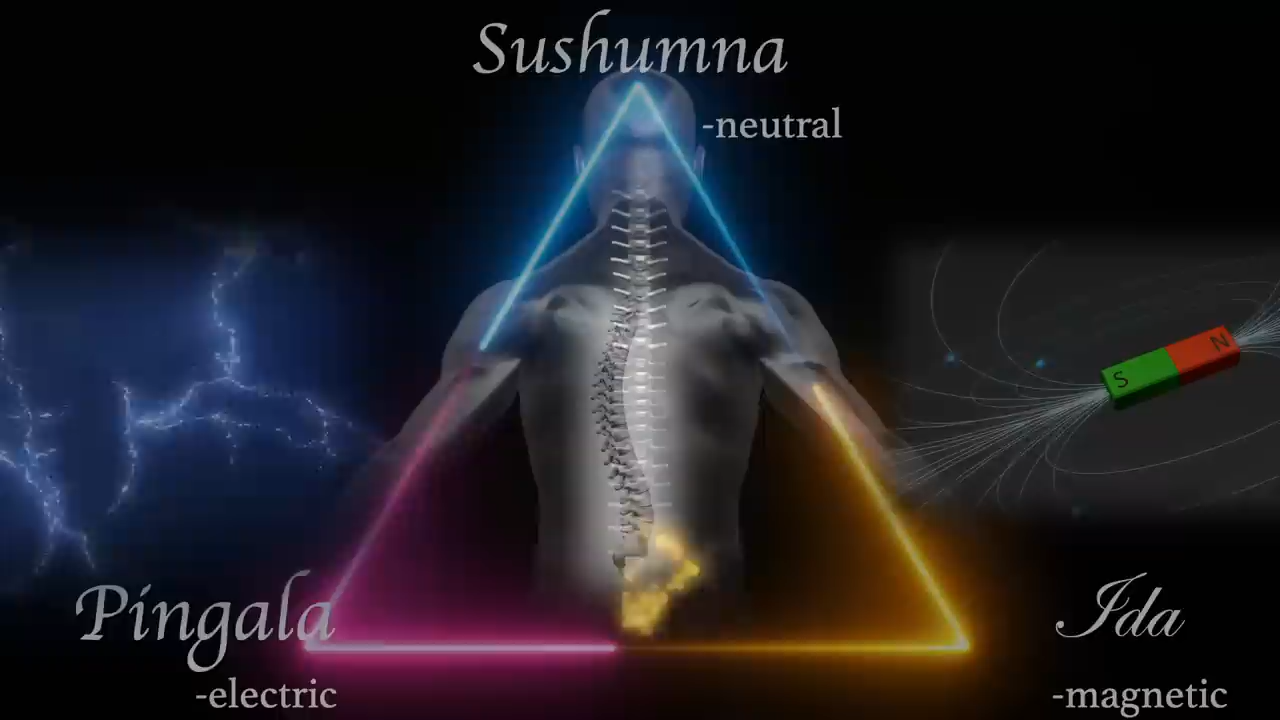 Sushumna
-neutral
S
N
Pingala
-electric
Ida
-magnetic